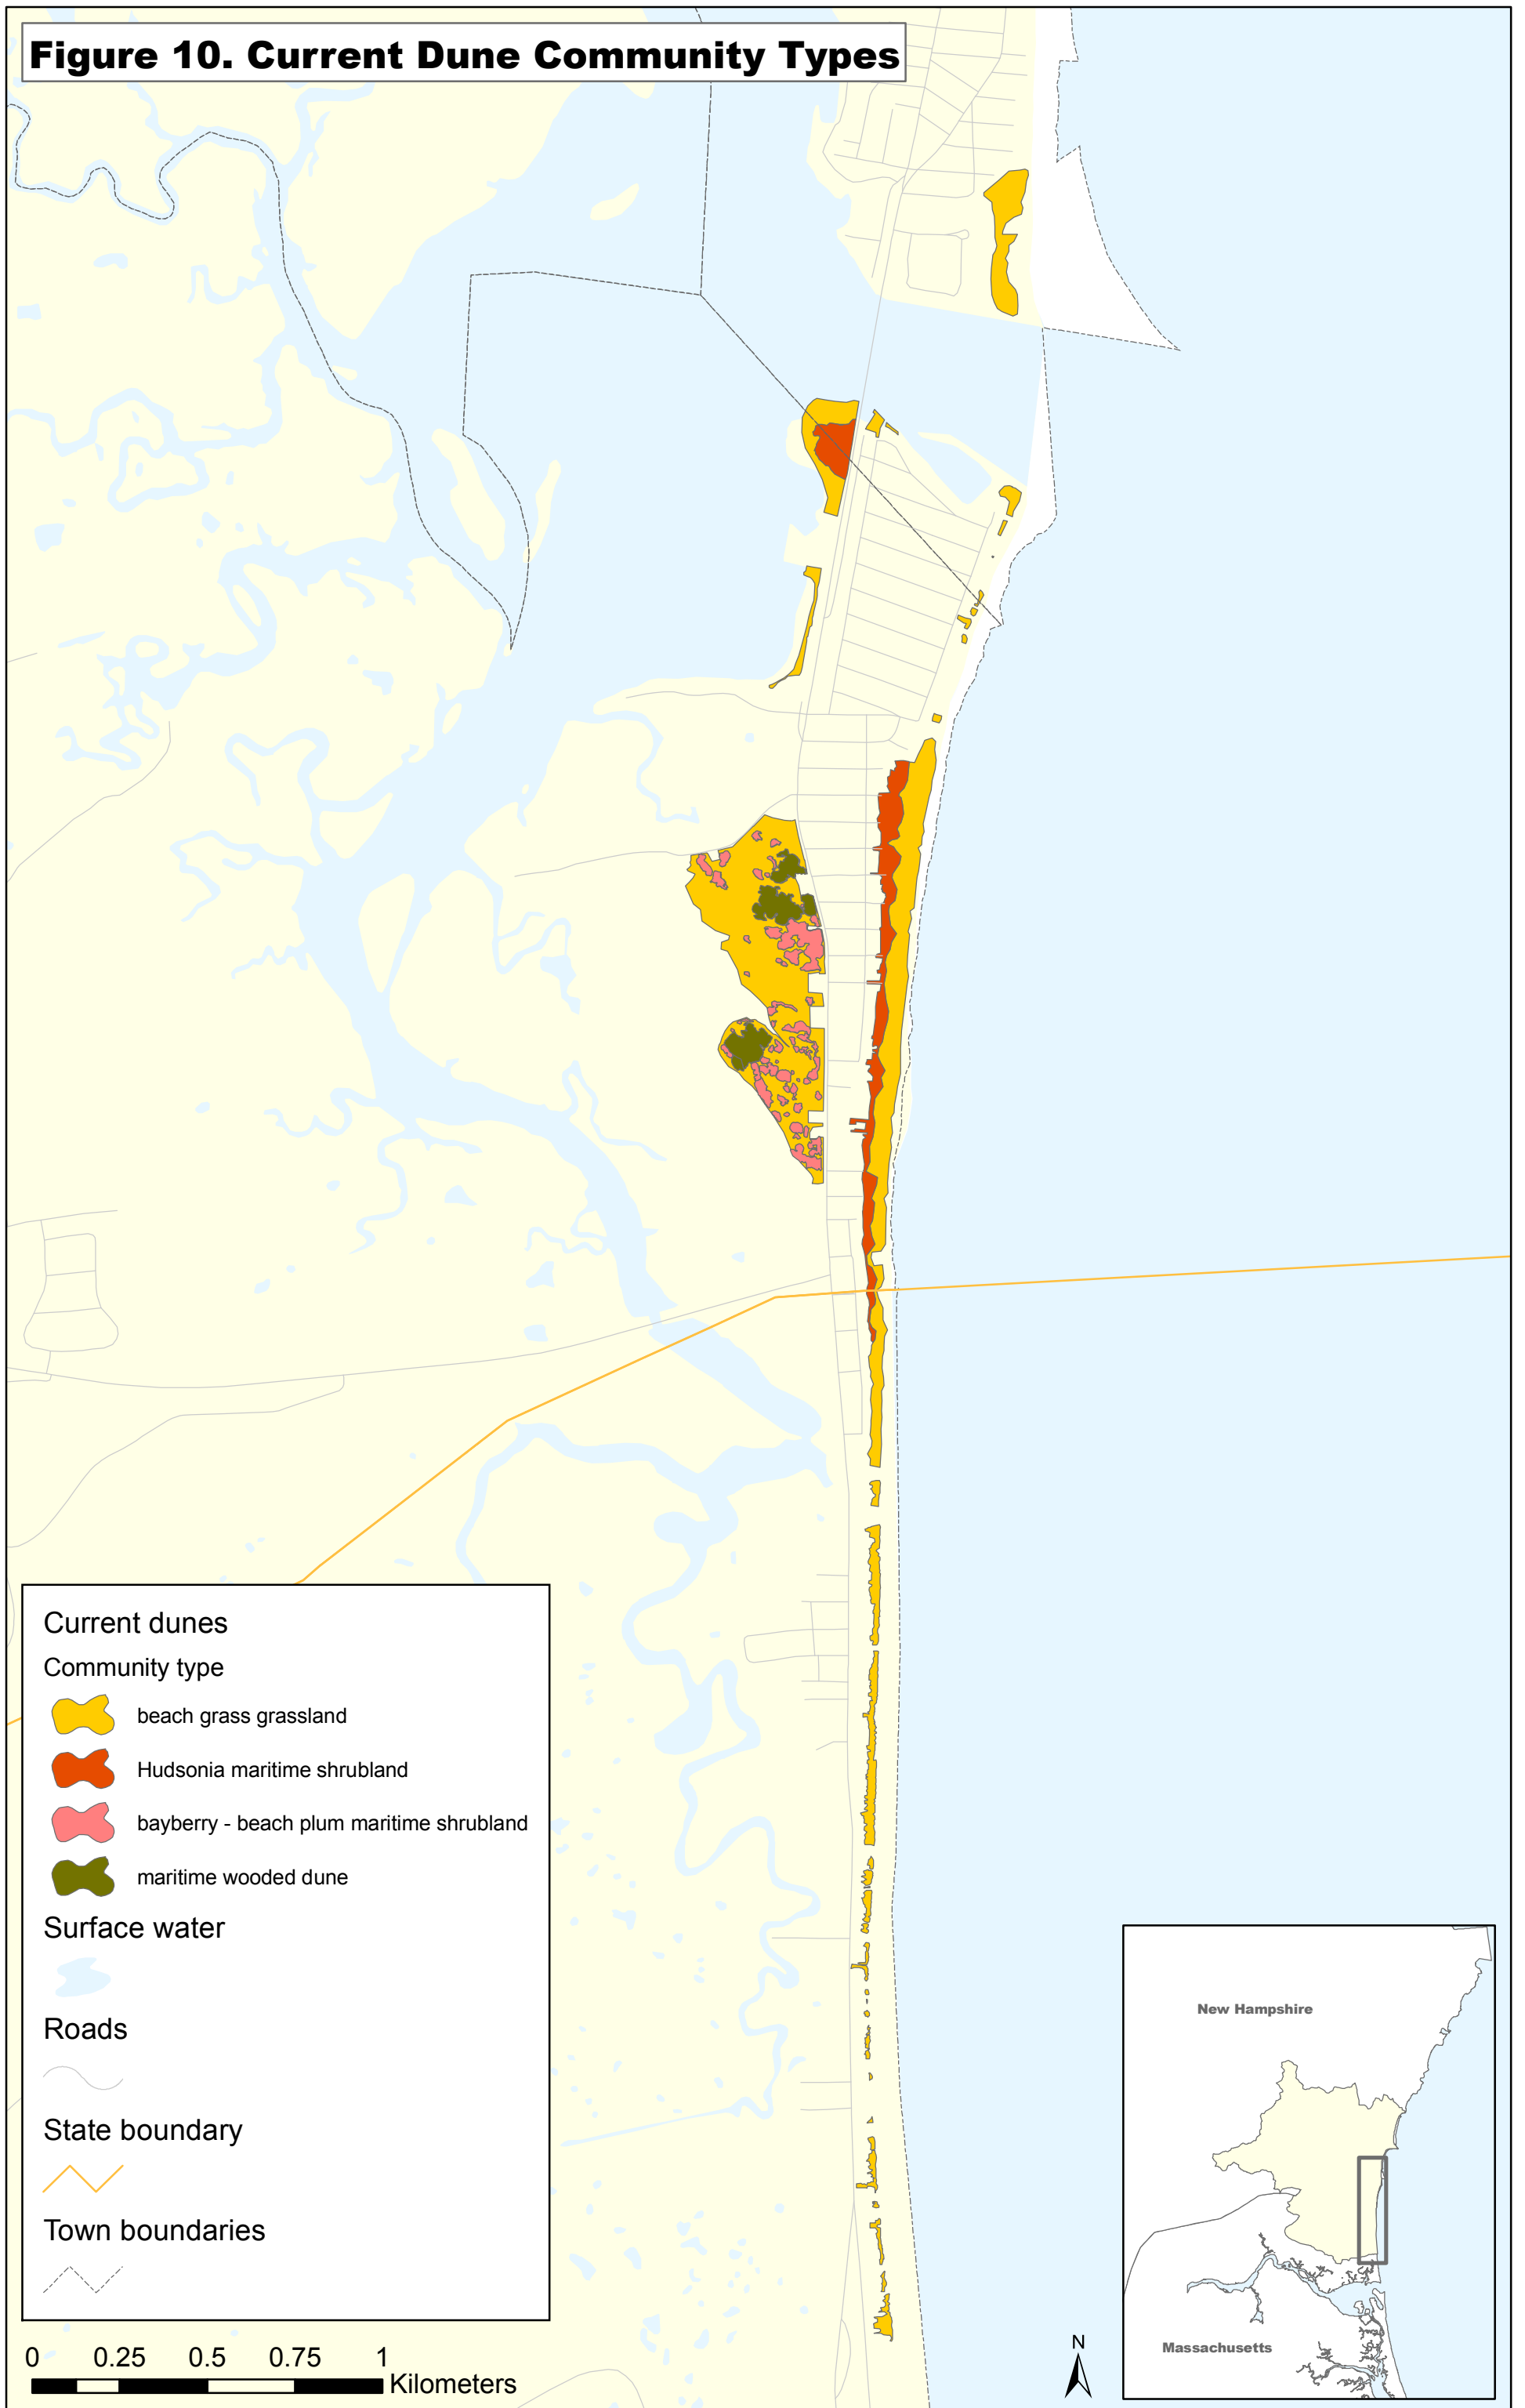 Figure 10. Current Dune Community Types
Current dunes
Community type
beach grass grassland
Hudsonia maritime shrubland
bayberry - beach plum maritime shrubland
maritime wooded dune
Surface water
Roads
State boundary
Town boundaries
0 0.25 0.5 0.75 1
Kilometers
N
New Hampshire
Massachusetts